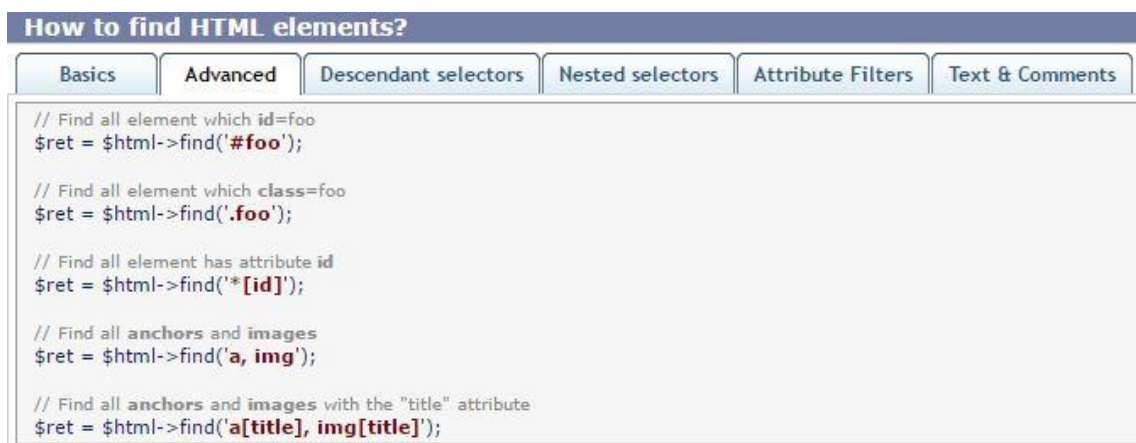 How to find HTML elements?
Basics Advanced Descendant selectors Nested selectors Attribute Filters Text & Comments
// Find all element which id=foo
$ret = $html->find('#foo');
// Find all element which class=foo
$ret = $html->find('.foo');
// Find all element has attribute id
$ret = $html->find('*[id]');
// Find all anchors and images
$ret = $html->find('a, img');
// Find all anchors and images with the "title" attribute
$ret = $html->find('a[title], img[title]');